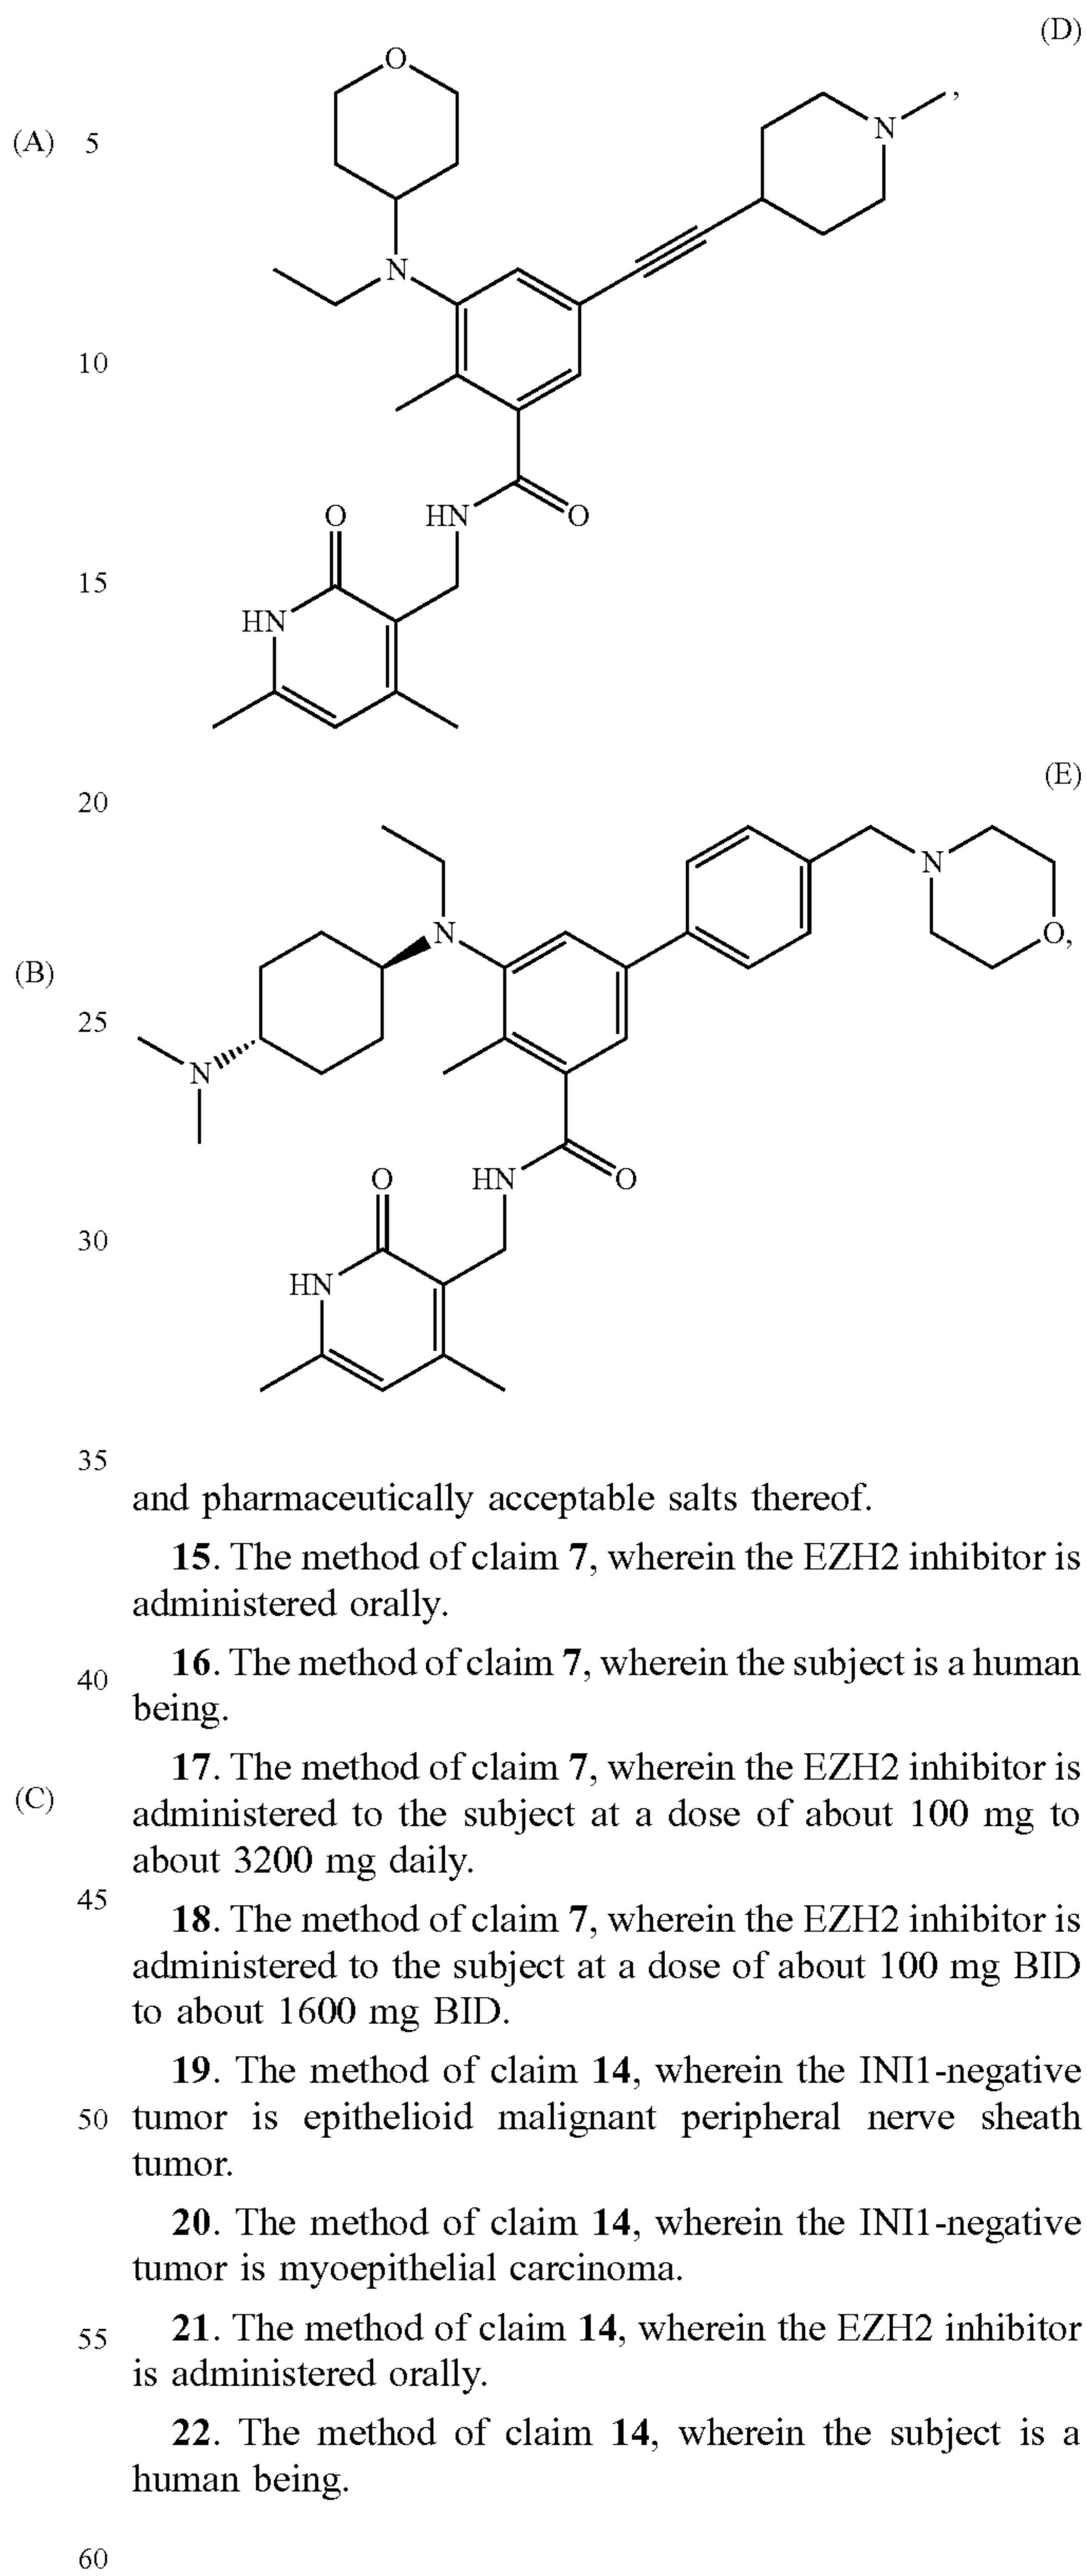 (D)
O
N
,
(A) 5
N
10
HN
O
O
15
HN
(E)
20
N
N
O,
(B)
25
N
HN
O
O
30
HN
35
and pharmaceutically acceptable salts thereof.
15. The method of claim 7, wherein the EZH2 inhibitor is
administered orally.
16. The method of claim 7, wherein the subject is a human
40
being.
17. The method of claim 7, wherein the EZH2 inhibitor is
(C)
administered to the subject at a dose of about 100 mg to
about 3200 mg daily.
45
18. The method of claim 7, wherein the EZH2 inhibitor is
administered to the subject at a dose of about 100 mg BID
to about 1600 mg BID.
19. The method of claim 14, wherein the INI1-negative
50 tumor is epithelioid malignant peripheral nerve sheath
tumor.
20. The method of claim 14, wherein the INI1-negative
tumor is myoepithelial carcinoma.
55 21. The method of claim 14, wherein the EZH2 inhibitor
is administered orally.
22. The method of claim 14, wherein the subject is a
human being.
60